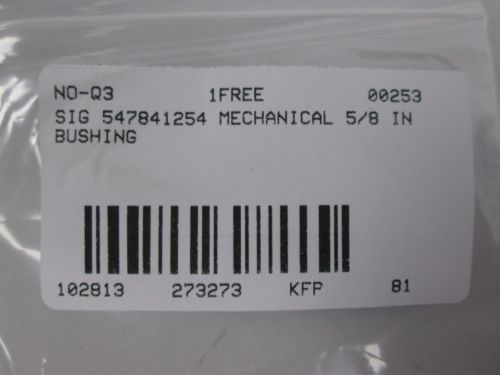 NO-Q3 1FREE 00253
SIG 547841254 MECHANICAL 5/8 IN
BUSHING
102813 273273 KFP 81